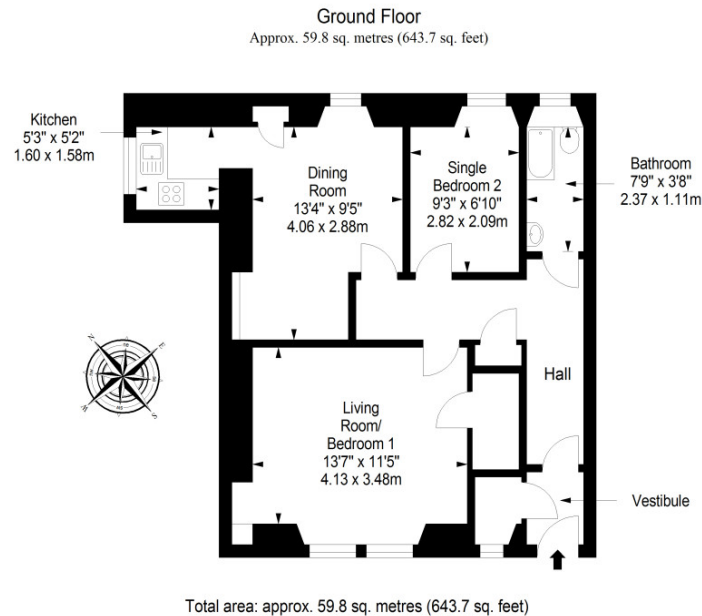 Ground Floor
Approx. 59.8 sq. metres (643.7 sq. feet)
Kitchen
5'3" x 5'2"
1.60 x 1.58m
Dining
Room
13'4" x 9'5"
4.06 x 2.88m
Single
Bedroom 2
9'3" x 6'10"
2.82 x 2.09m
Bathroom
7'9" x 3'8"
2.37 x 1.11m
N
E
W
S
Hall
Living
Room/
Bedroom 1
13'7" x 11'5"
4.13 x 3.48m
Vestibule
Total area: approx. 59.8 sq. metres (643.7 sq. feet)